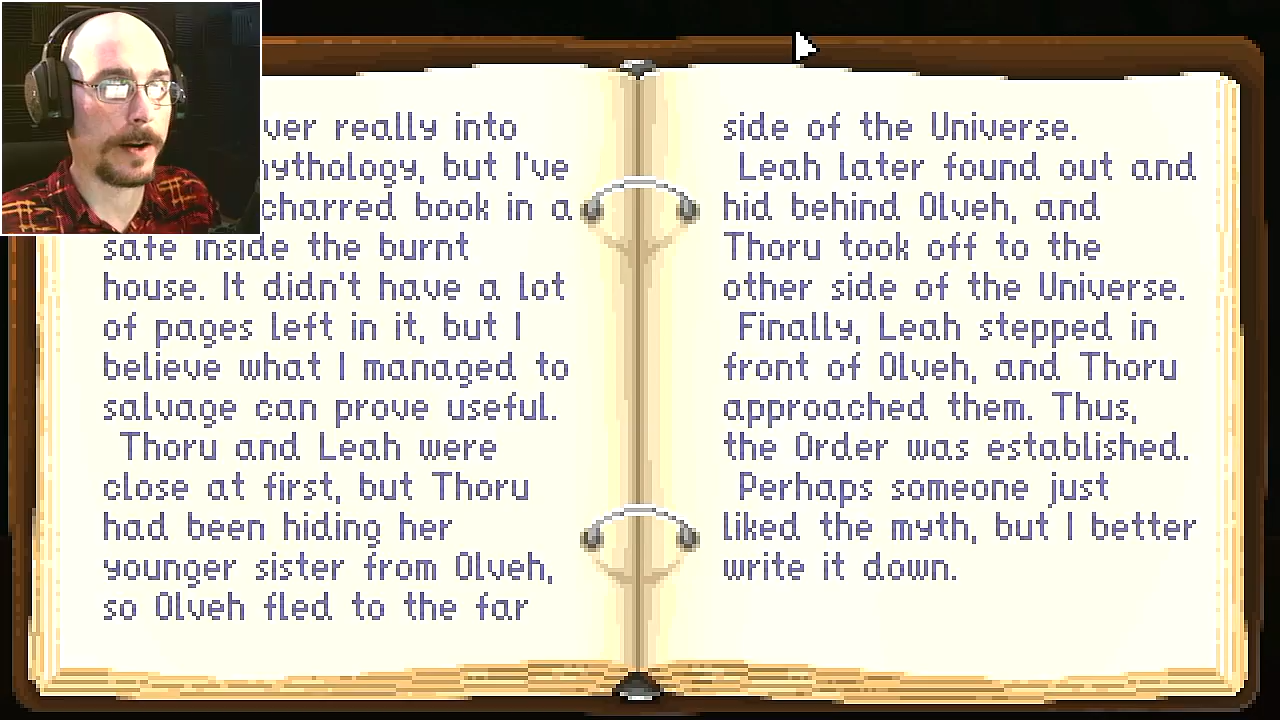 really into
but I've
charred book in a
safe inside the burnt
house. It didn't have a lot
of pages left in it, but I
believe what I managed to
salvage can prove useful.
Thoru and Leah were
close at first, but Thoru
had been hiding her
younger sister from Olveh,
so Olveh fled to the far
side of the Universe.
Leah later found out and
hid behind Olveh, and
Thoru took off to the
other side of the Universe.
Finally, Leah stepped in
front of Olveh, and Thoru
approached them. Thus,
the Order was established.
Perhaps someone just
liked the myth, but I better
write it down.